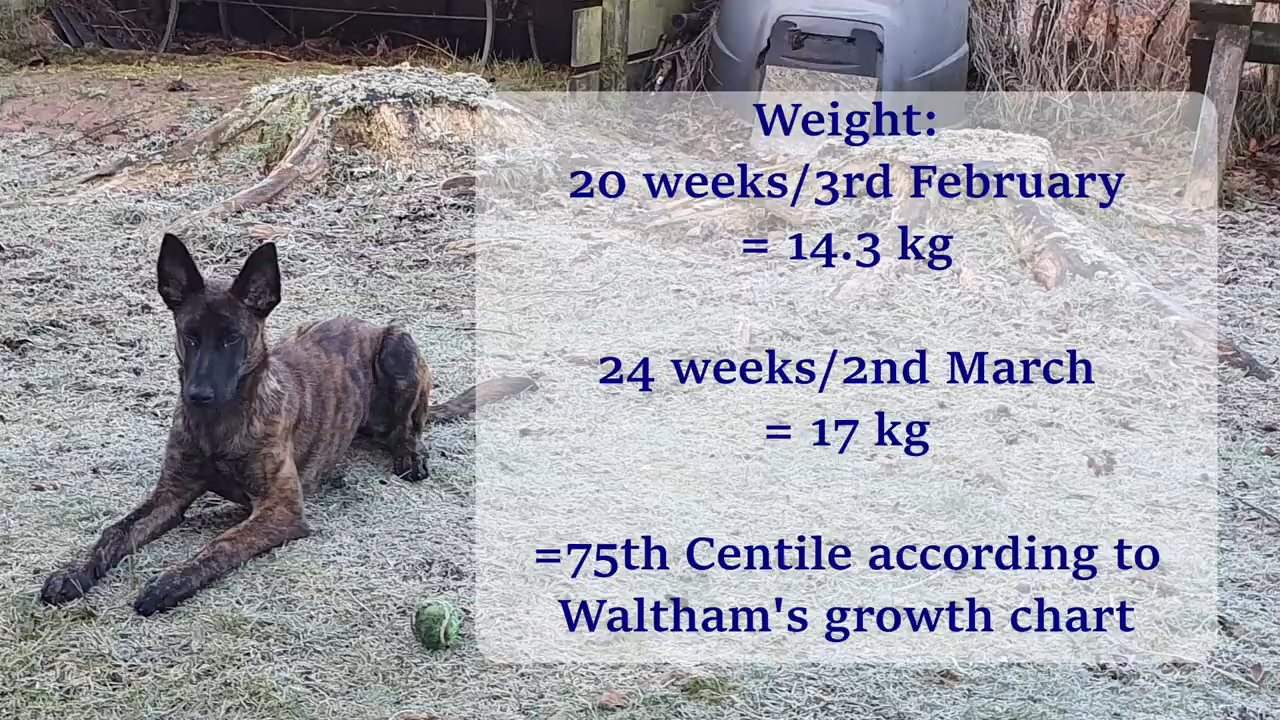 Weight:
20 weeks/3rd February
= 14.3 kg
24 weeks/2nd March
= 17 kg
=75th Centile according to
Waltham's growth chart